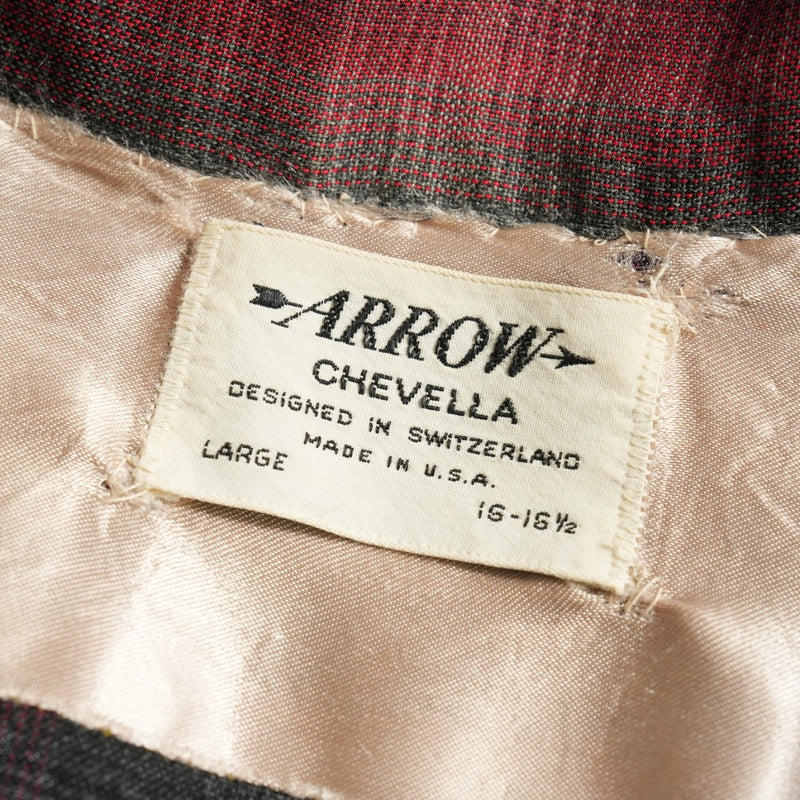 ARROW
CHEVELLA
DESIGNED IN SWITZERLAND
MADE IN U.S.A.
LARGE 16-16½